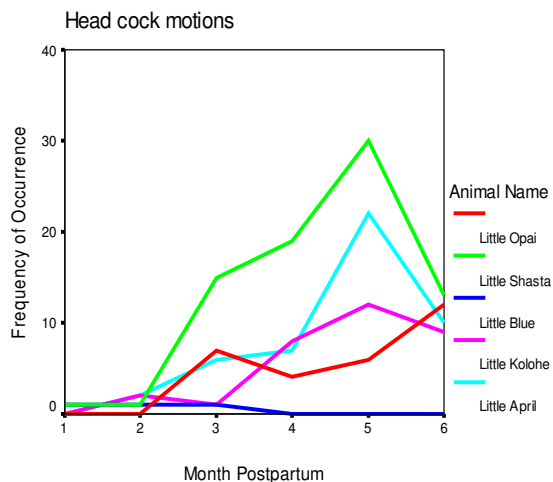 Head cock motions
40
30
20
10
0
1 2 3 4 5 6
Frequency of Occurrence
Month Postpartum
Animal Name
Little Opai
Little Shasta
Little Blue
Little Kolohe
Little April